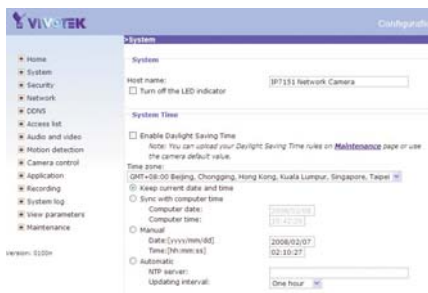 VIVOTEK
Configuration
>System
Home
System
Security
Network
DDNS
Access list
Audio and video
Motion detection
Camera control
Application
Recording
System log
View parameters
Maintenance
Version: 0100n
System
Host name: IP7151 Network Camera
Turn off the LED indicator
System Time
Enable Daylight Saving Time
Note: You can upload your Daylight Saving Time rules on Maintenance page or use
the camera default value.
Time zone:
GMT+08:00 Beijing, Chongqing, Hong Kong, Kuala Lumpur, Singapore, Taipei
Keep current date and time
Sync with computer time
Computer date:
Computer time:
Manual
Date:[yyyy/mm/dd] 2008/02/07
Time:[hh:mm:ss] 02:10:27
Automatic
NTP server:
Updating interval: One hour